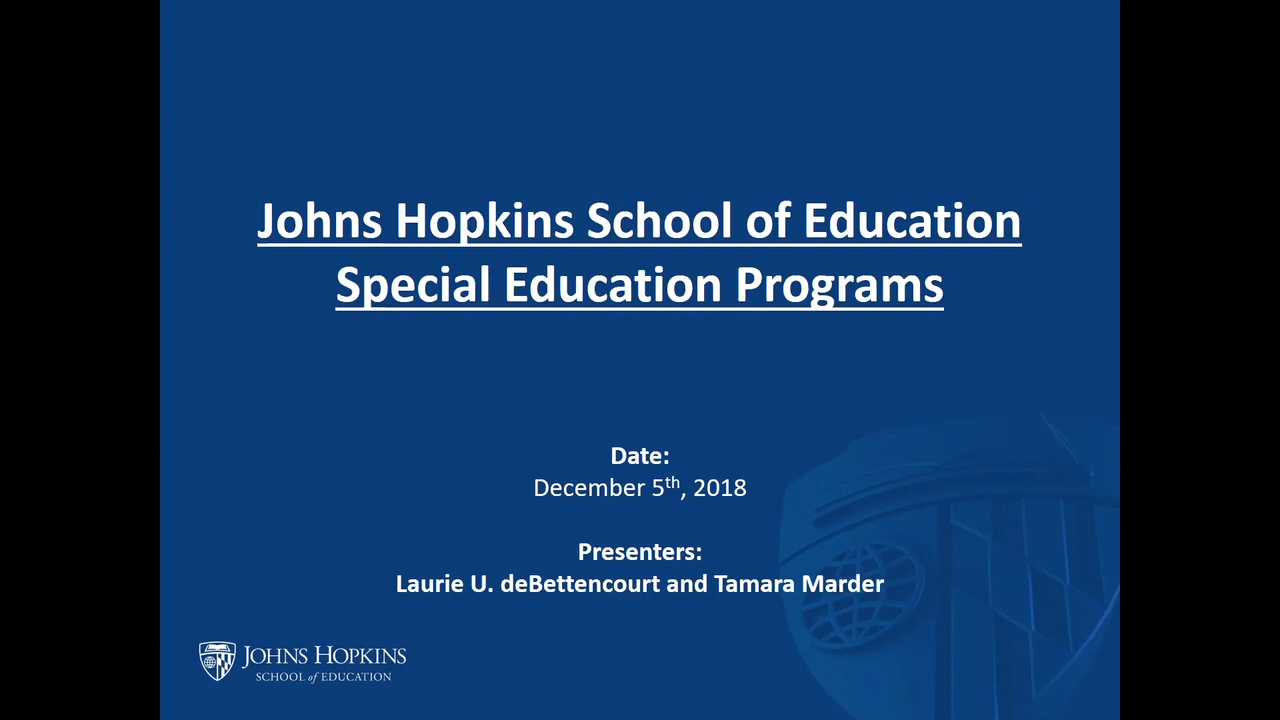 Johns Hopkins School of Education
Special Education Programs
Date:
December 5th, 2018
Presenters:
Laurie U. deBettencourt and Tamara Marder
JOHNS HOPKINS
SCHOOL of EDUCATION